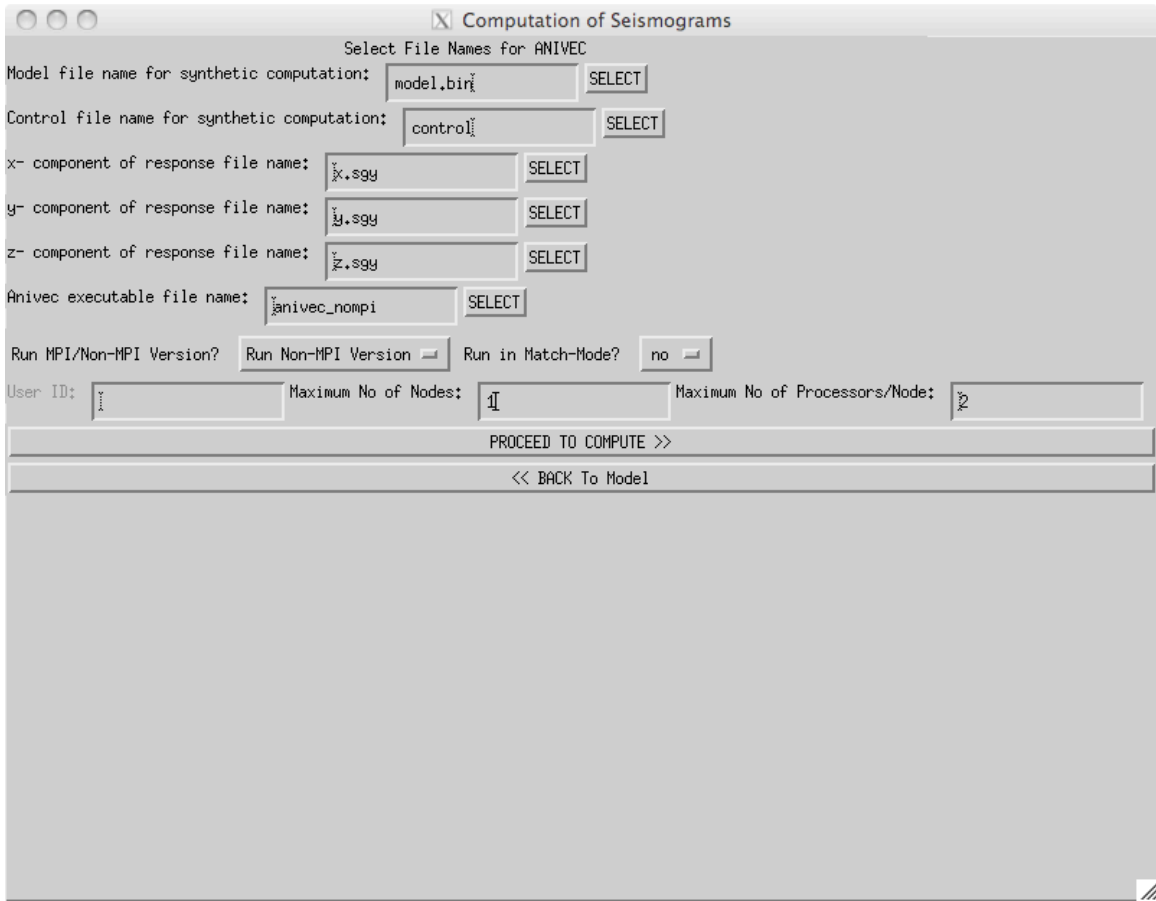 X Computation of Seismograms
Select File Names for ANIVEC
Model file name for synthetic computation: model.bin SELECT
Control file name for synthetic computation: control SELECT
x- component of response file name: x.sgy SELECT
y- component of response file name: y.sgy SELECT
z- component of response file name: z.sgy SELECT
Anivec executable file name: anivec_nompi SELECT
Run MPI/Non-MPI Version? Run Non-MPI Version Run in Match-Mode? no
User ID: Maximum No of Nodes: 1 Maximum No of Processors/Node: 2
PROCEED TO COMPUTE >>
<< BACK To Model